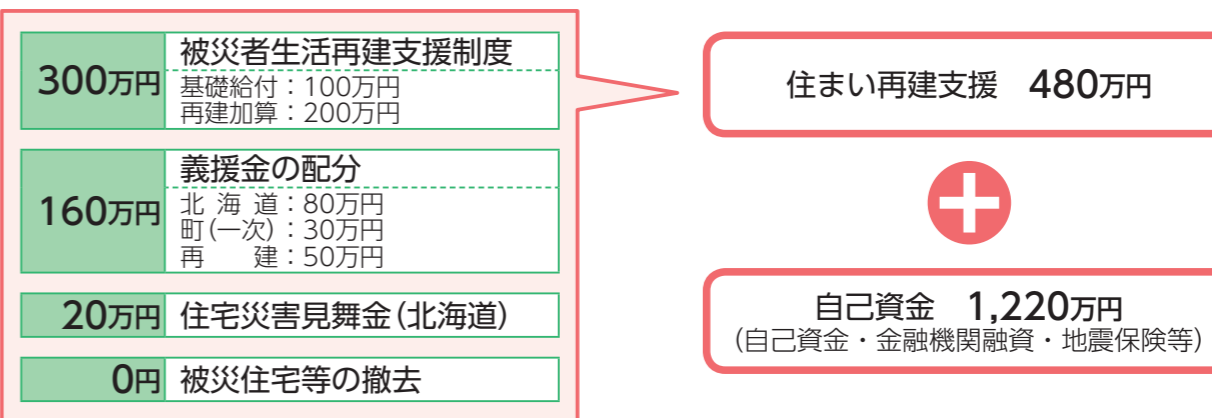 300万円
被災者生活再建支援制度
基礎給付：100万円
再建加算：200万円
160万円
義援金の配分
北 海 道：80万円
町(一次)：30万円
再　　建：50万円
20万円
住宅災害見舞金(北海道)
0円
被災住宅等の撤去
住まい再建支援　480万円
＋
自己資金　1,220万円
(自己資金・金融機関融資・地震保険等)